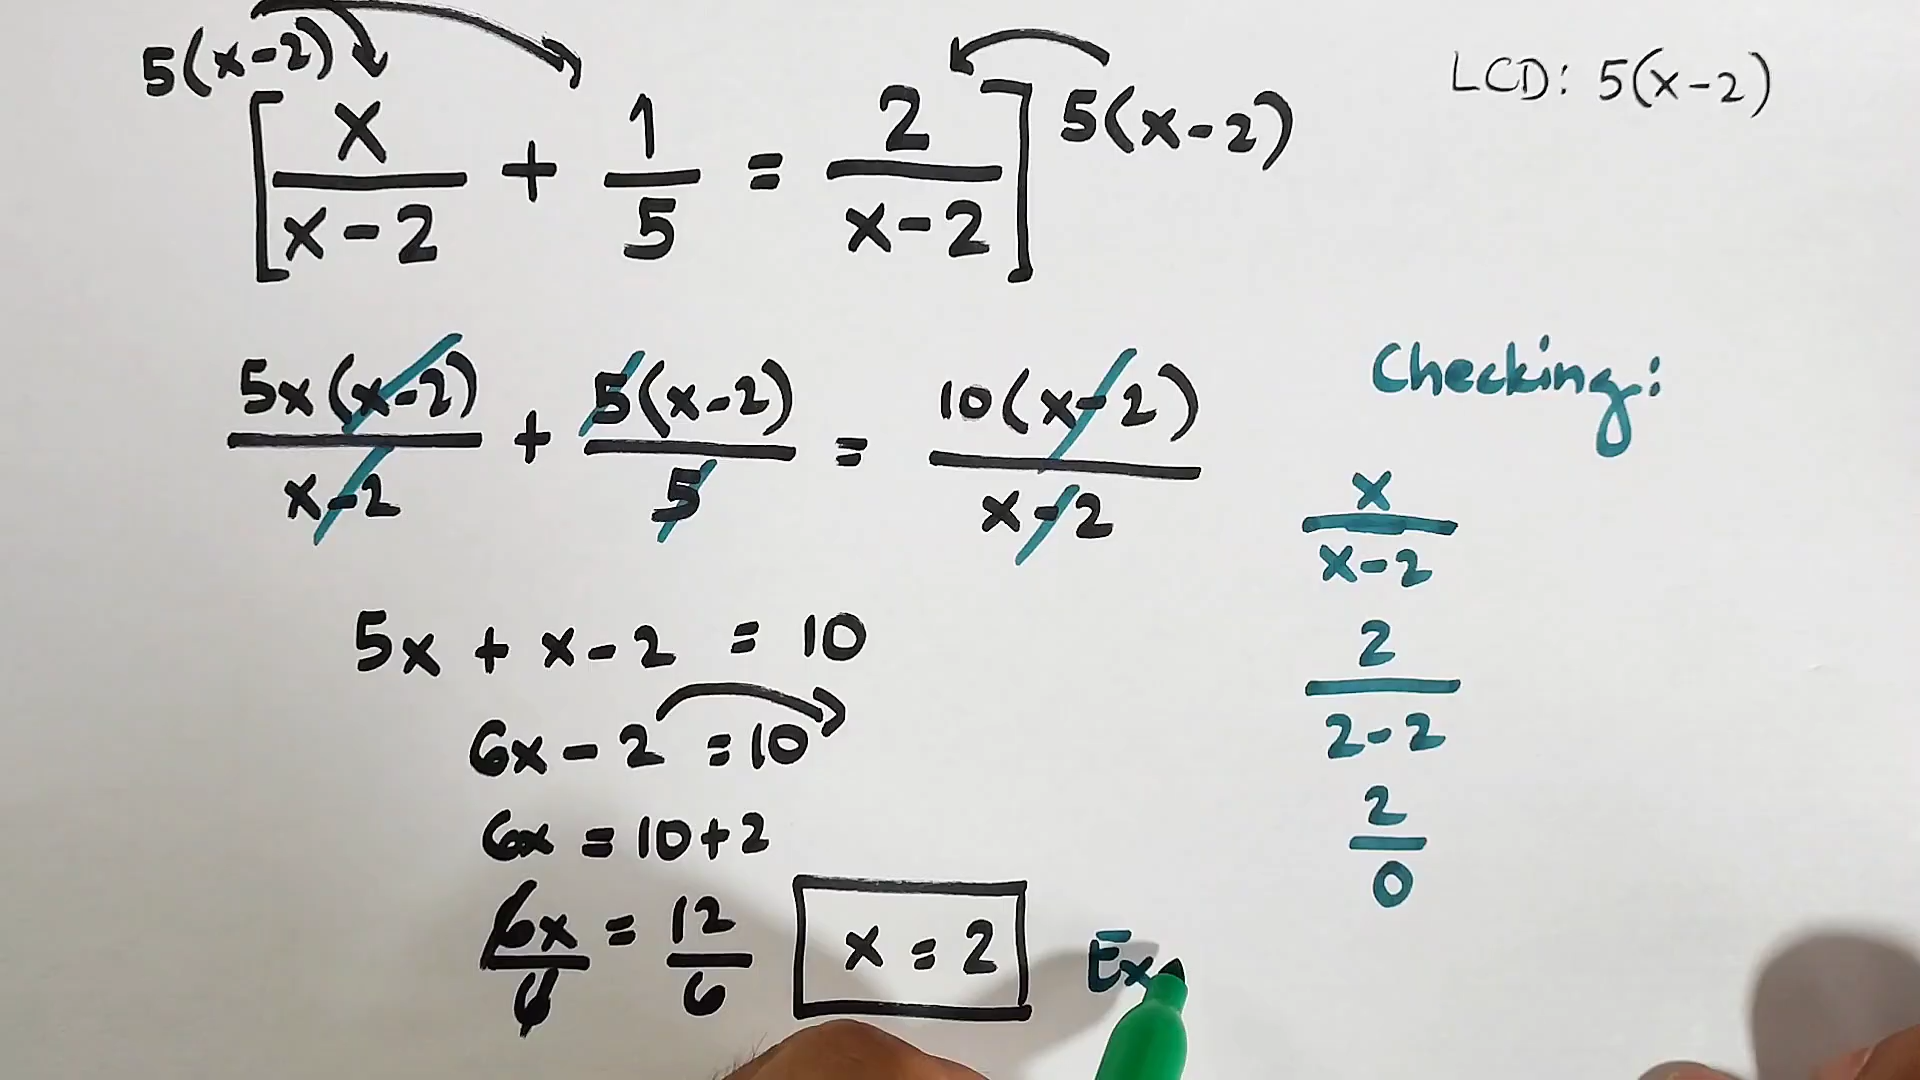 LCD: 5(x-2)
5(x-2) [x/(x-2) + 1/5 = 2/(x-2)] 5(x-2)
5x(x-2)/(x-2) + 5(x-2)/5 = 10(x-2)/(x-2)
5x + x-2 = 10
6x - 2 = 10
6x = 10+2
6x/6 = 12/6
x = 2
Checking:
x/(x-2)
2/(2-2)
2/0
Ex